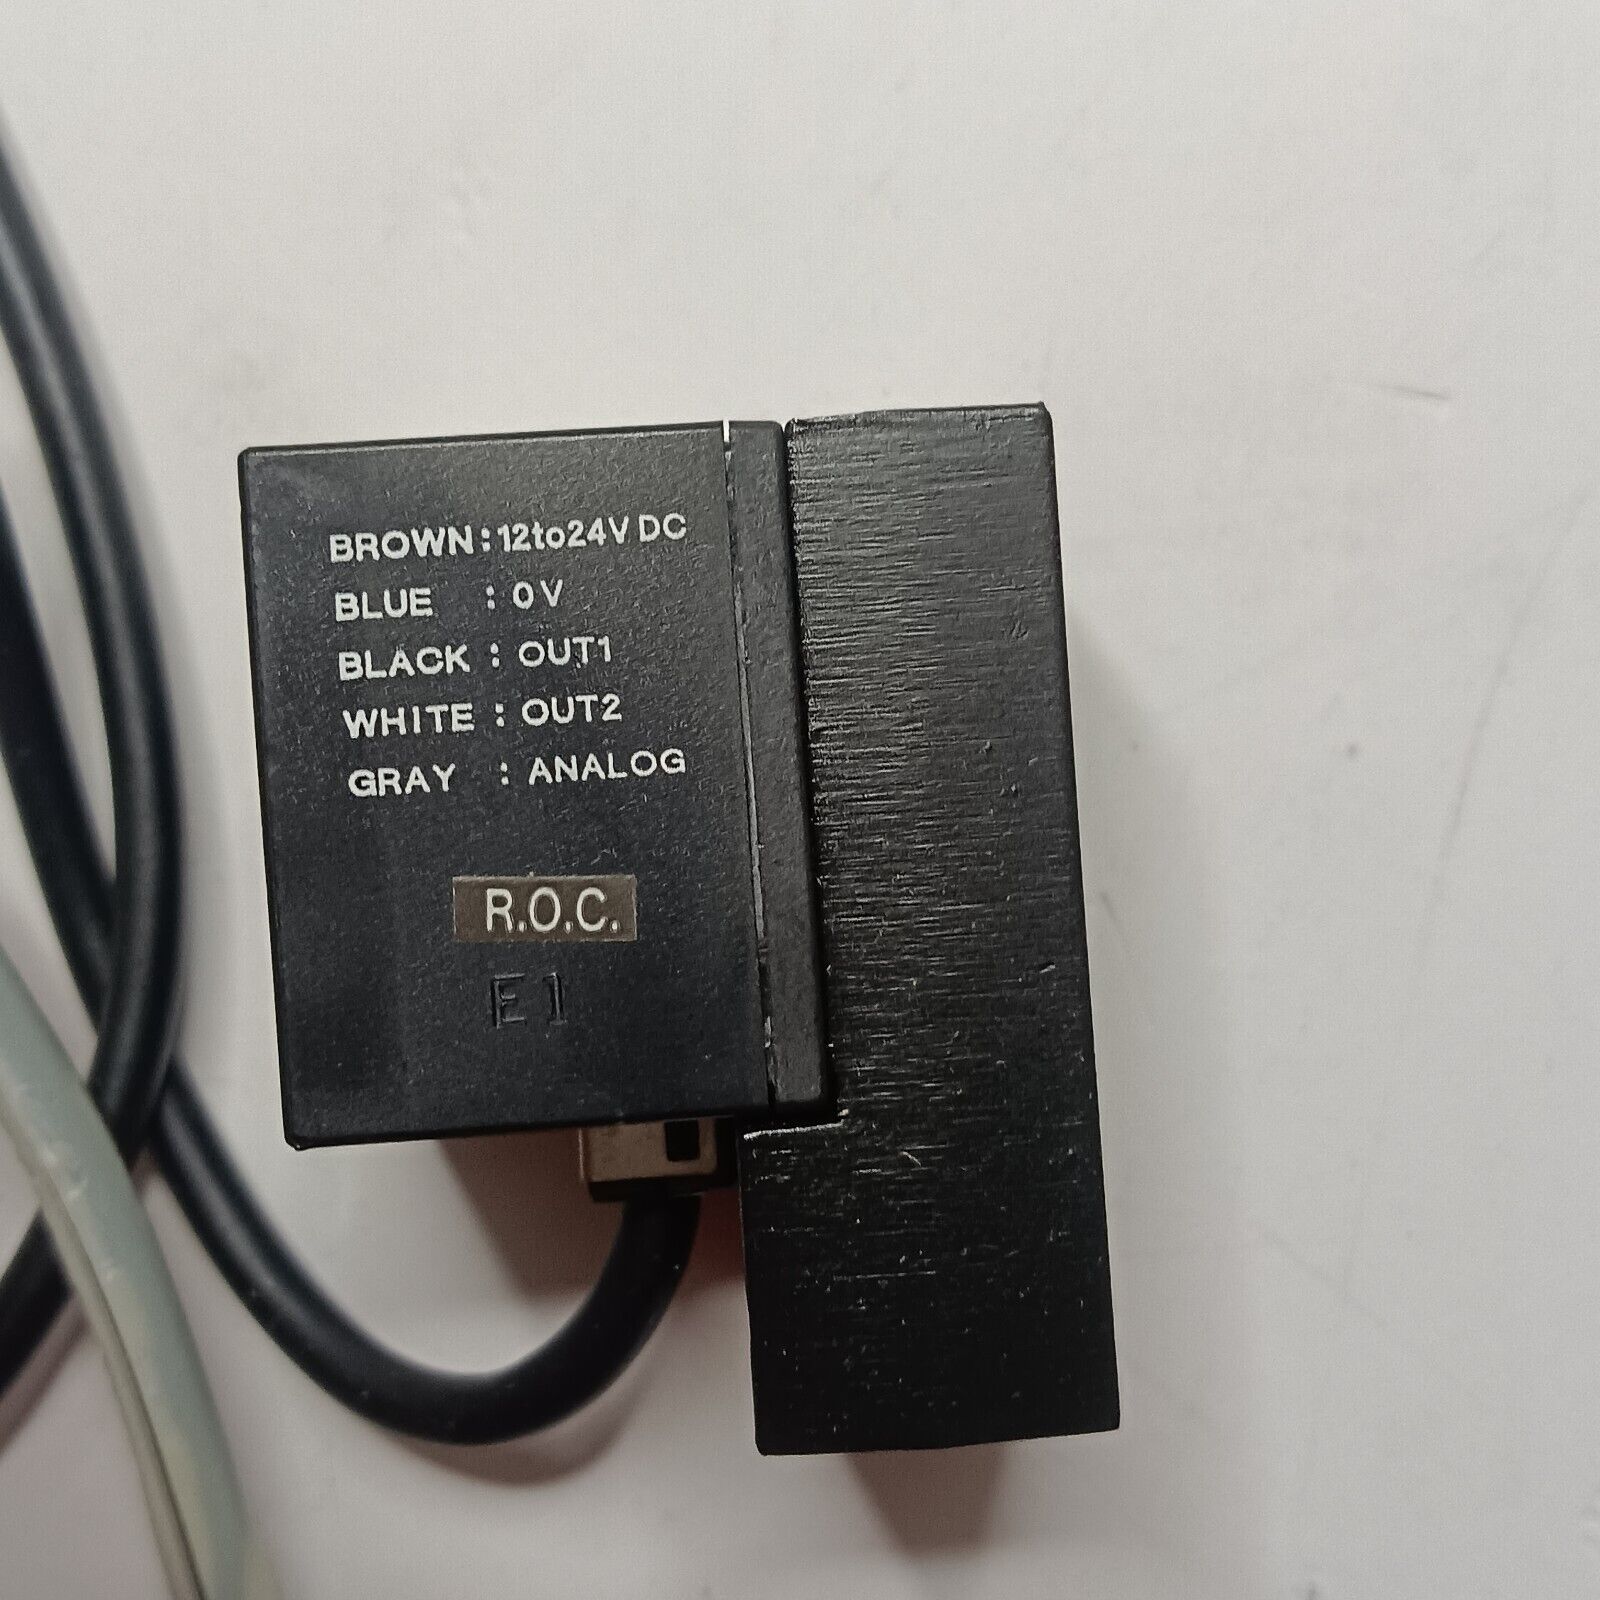 BROWN : 12to24V DC
BLUE : 0V
BLACK : OUT1
WHITE : OUT2
GRAY : ANALOG
R.O.C.
E1